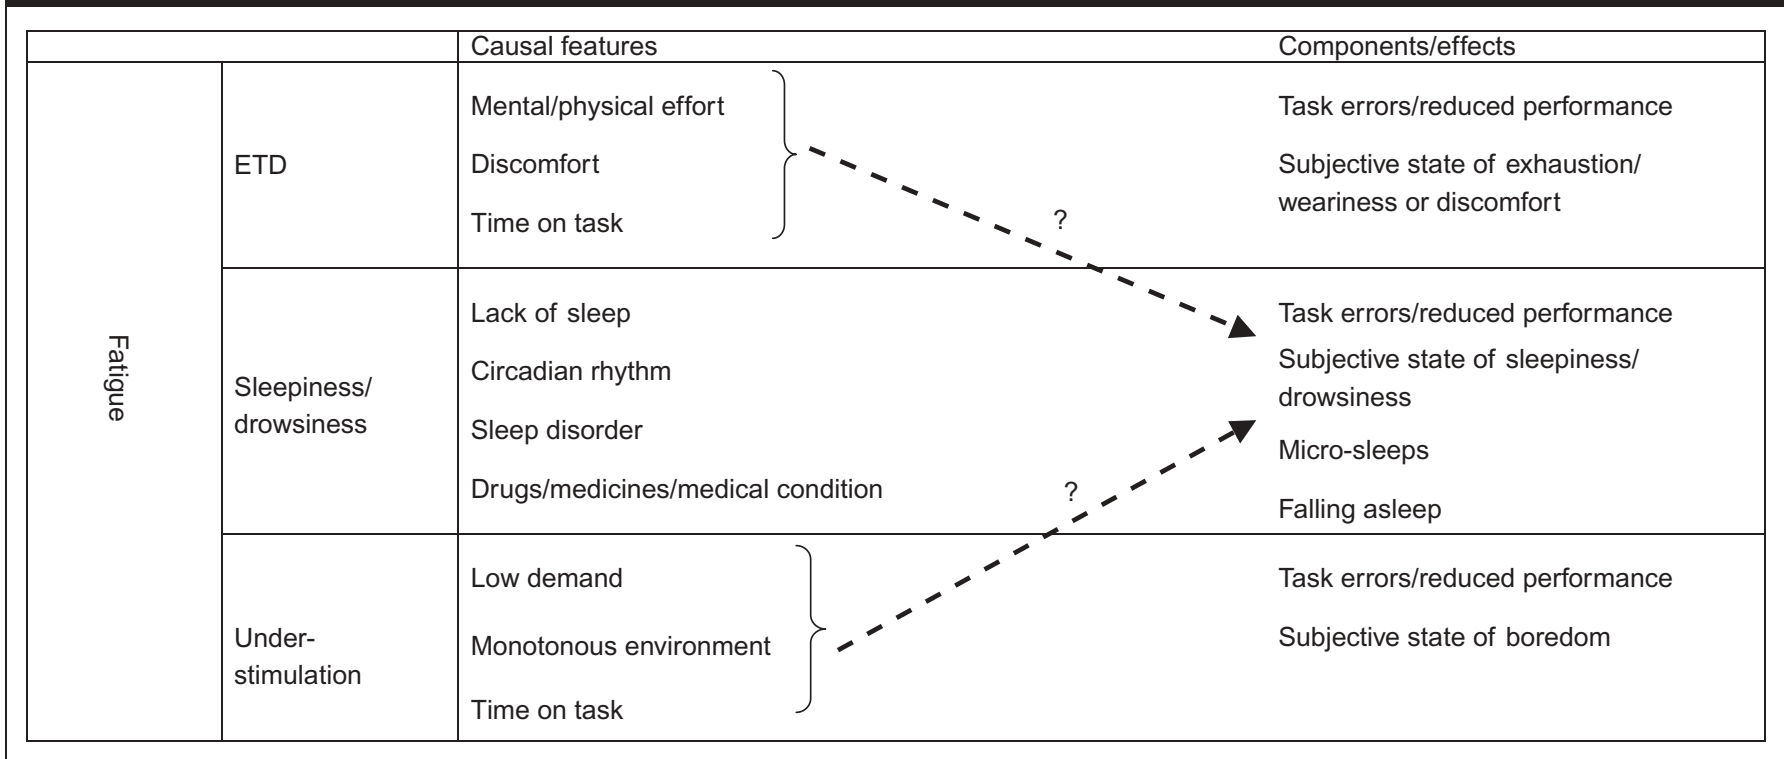 Causal features
Components/effects
Fatigue
ETD
Mental/physical effort
Discomfort
Time on task
?
Task errors/reduced performance
Subjective state of exhaustion/
weariness or discomfort
Sleepiness/
drowsiness
Lack of sleep
Circadian rhythm
Sleep disorder
Drugs/medicines/medical condition
?
Task errors/reduced performance
Subjective state of sleepiness/
drowsiness
Micro-sleeps
Falling asleep
Under-
stimulation
Low demand
Monotonous environment
Time on task
Task errors/reduced performance
Subjective state of boredom